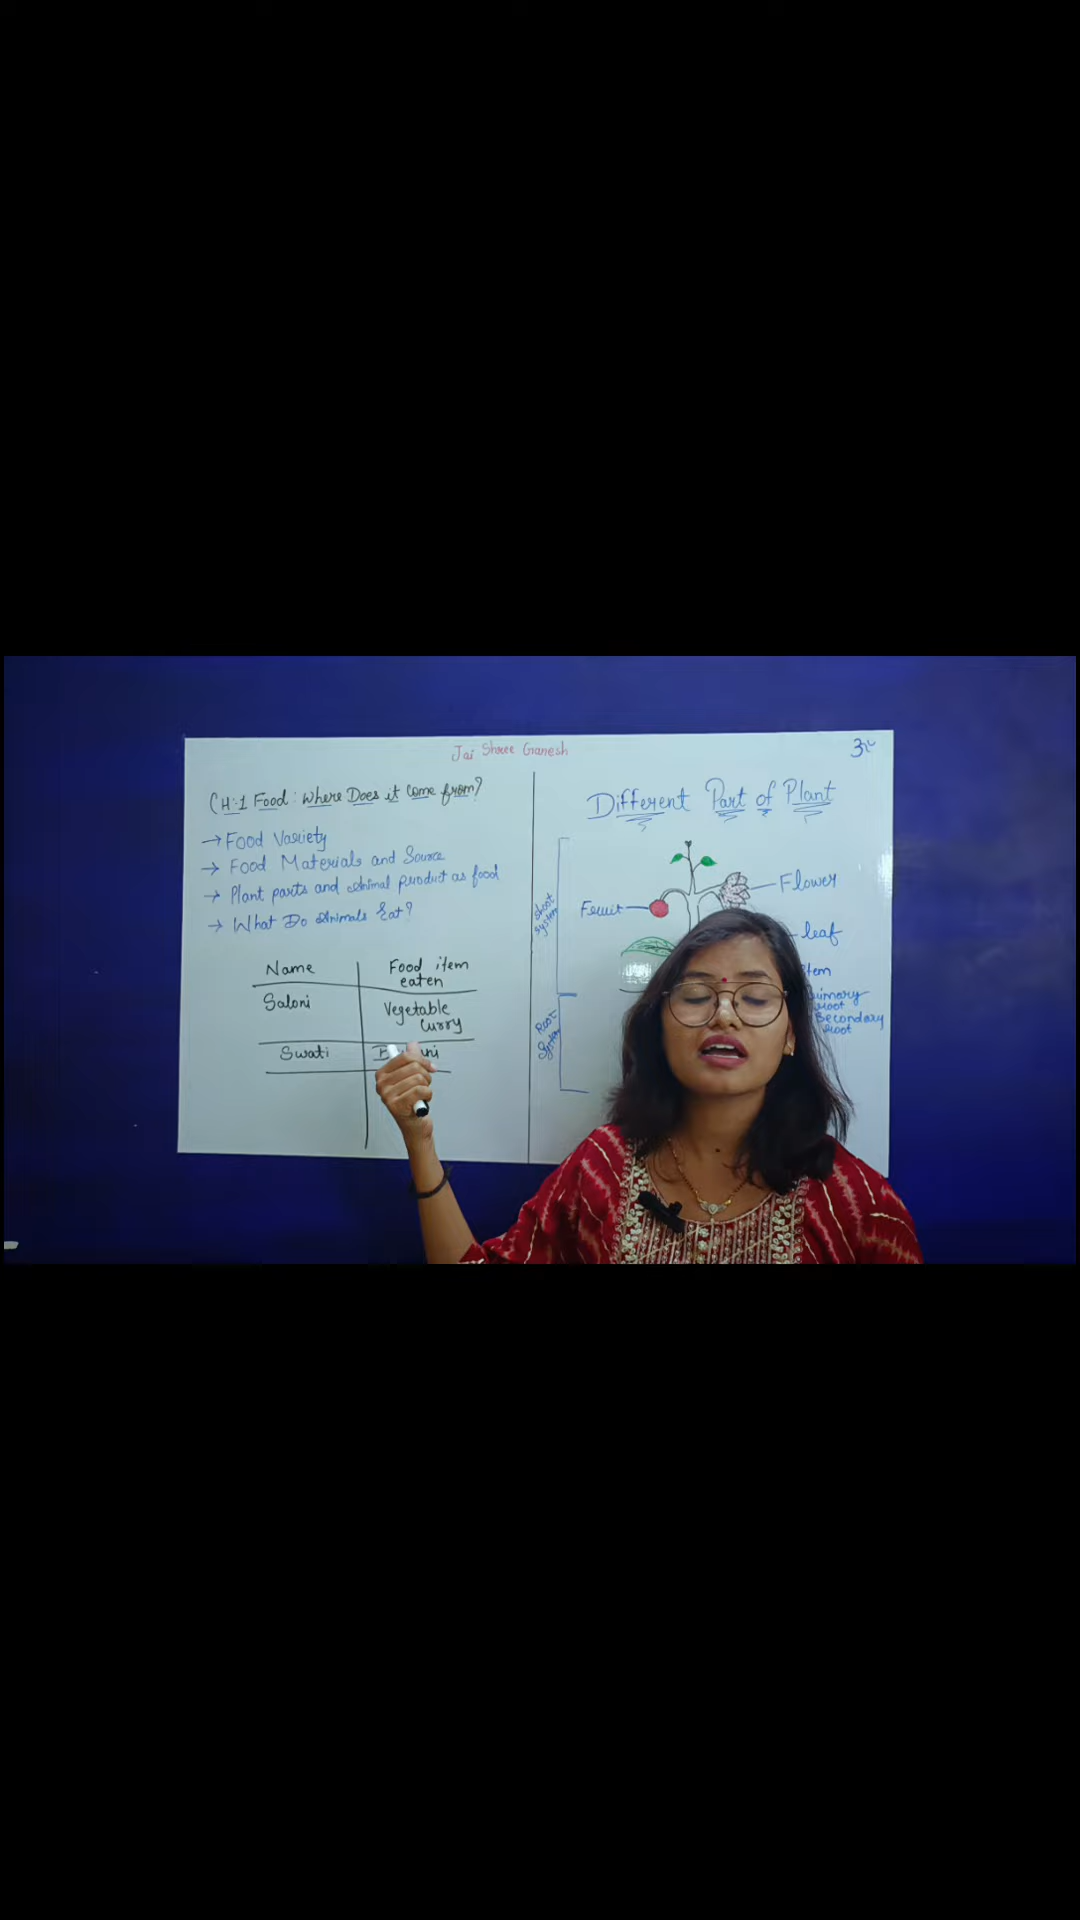 Jai Shree Ganesh
ॐ
CH:1 Food: Where Does it Come from?
→ Food Variety
→ Food Materials and Source
→ Plant parts and Animal product as food
→ What Do Animals Eat?
Name
Food item
eaten
Saloni
Vegetable
Curry
Swati
Different Part of Plant
Shoot
System
Root
System
Flower
Fruit
leaf
Primary
Root
Secondary
Root